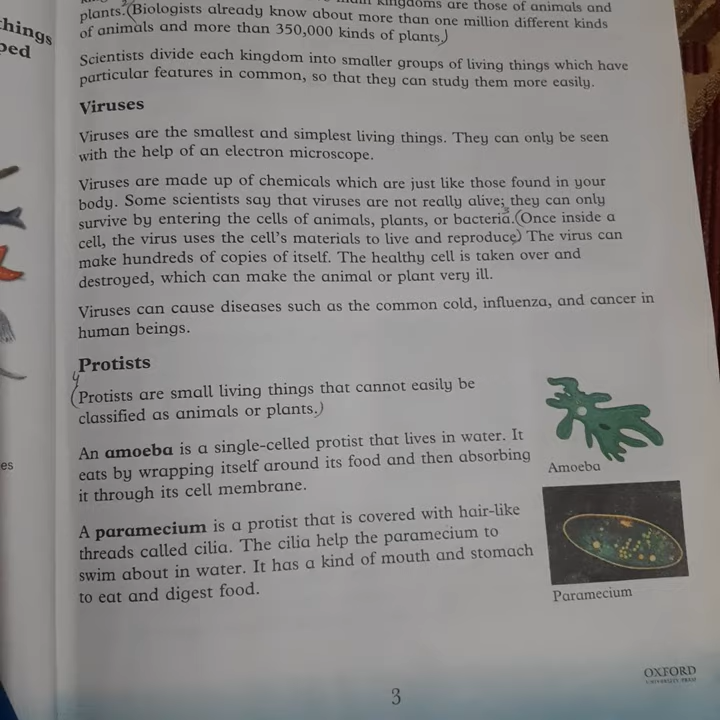 kingdoms are those of animals and
plants. (Biologists already know about more than one million different kinds
of animals and more than 350,000 kinds of plants.)
Scientists divide each kingdom into smaller groups of living things which have
particular features in common, so that they can study them more easily.
Viruses
Viruses are the smallest and simplest living things. They can only be seen
with the help of an electron microscope.
Viruses are made up of chemicals which are just like those found in your
body. Some scientists say that viruses are not really alive; they can only
survive by entering the cells of animals, plants, or bacteria. (Once inside a
cell, the virus uses the cell's materials to live and reproduce.) The virus can
make hundreds of copies of itself. The healthy cell is taken over and
destroyed, which can make the animal or plant very ill.
Viruses can cause diseases such as the common cold, influenza, and cancer in
human beings.
Protists
(Protists are small living things that cannot easily be
classified as animals or plants.)
An amoeba is a single-celled protist that lives in water. It
eats by wrapping itself around its food and then absorbing
it through its cell membrane.
Amoeba
A paramecium is a protist that is covered with hair-like
threads called cilia. The cilia help the paramecium to
swim about in water. It has a kind of mouth and stomach
to eat and digest food.
Paramecium
OXFORD
UNIVERSITY PRESS
3
things
ped
es